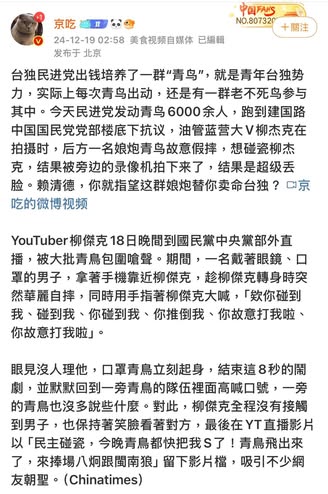 京吃
中国FANS
NO.807320
24-12-19 02:58 美食视频自媒体 已編輯
+關注
发布于 北京
台独民进党出钱培养了一群“青鸟”，就是青年台独势
力，实际上每次青鸟出动，还是有一群老不死鸟参与
其中。今天民进党发动青鸟6000余人，跑到建国路
中国国民党党部楼底下抗议，油管蓝营大V柳杰克在
拍摄时，后方一名娘炮青鸟故意假摔，想碰瓷柳杰
克，结果被旁边的录像机拍下来了，结果是超级丢
脸。赖清德，你就指望这群娘炮替你卖命台独？ 京
吃的微博视频
YouTuber柳傑克18日晚間到國民黨中央黨部外直
播，被大批青鳥包圍嗆聲。期間，一名戴著眼鏡、口
罩的男子，拿著手機靠近柳傑克，趁柳傑克轉身時突
然華麗自摔，同時用手指著柳傑克大喊，「欸你碰到
我、碰到我、你碰到我、你推倒我、你故意打我啦、
你故意打我啦」。
眼見沒人理他，口罩青鳥立刻起身，結束這8秒的鬧
劇，並默默回到一旁青鳥的隊伍裡面高喊口號，一旁
的青鳥也沒多說些什麼。對此，柳傑克全程沒有接觸
到男子，也保持著笑臉看著對方，最後在YT直播影片
以「民主碰瓷，今晚青鳥都快把我S了！青鳥飛出來
了，來捧場八炯跟閩南狼」留下影片檔，吸引不少網
友朝聖。（Chinatimes）